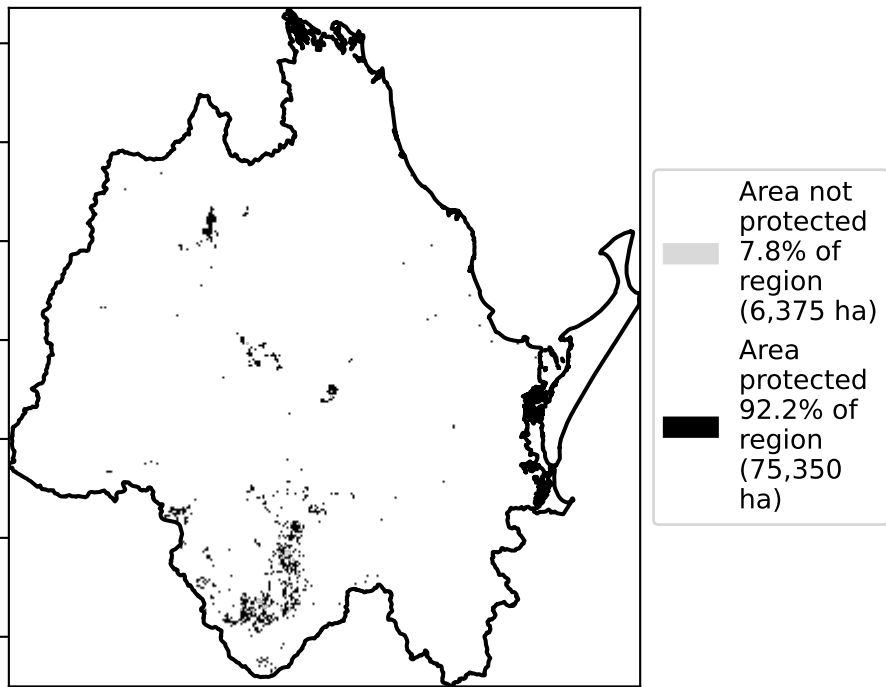 Area not
protected
7.8% of
region
(6,375 ha)
Area
protected
92.2% of
region
(75,350
ha)